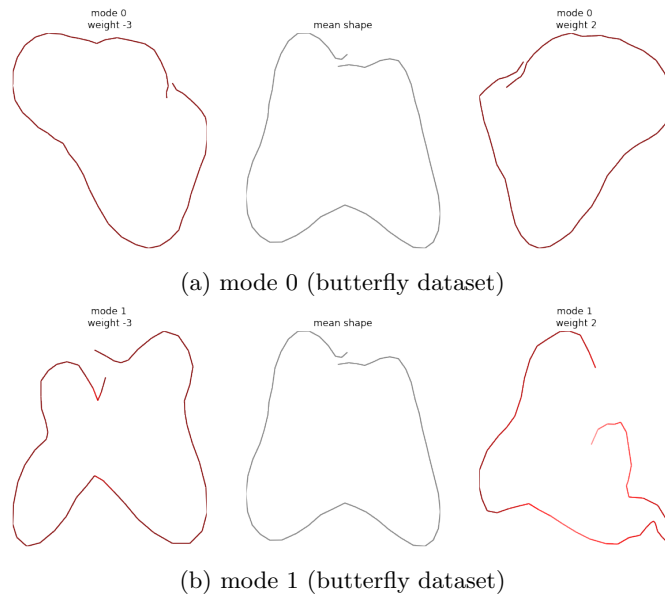 mode 0
weight -3
mean shape
mode 0
weight 2
(a) mode 0 (butterfly dataset)
mode 1
weight -3
mean shape
mode 1
weight 2
(b) mode 1 (butterfly dataset)